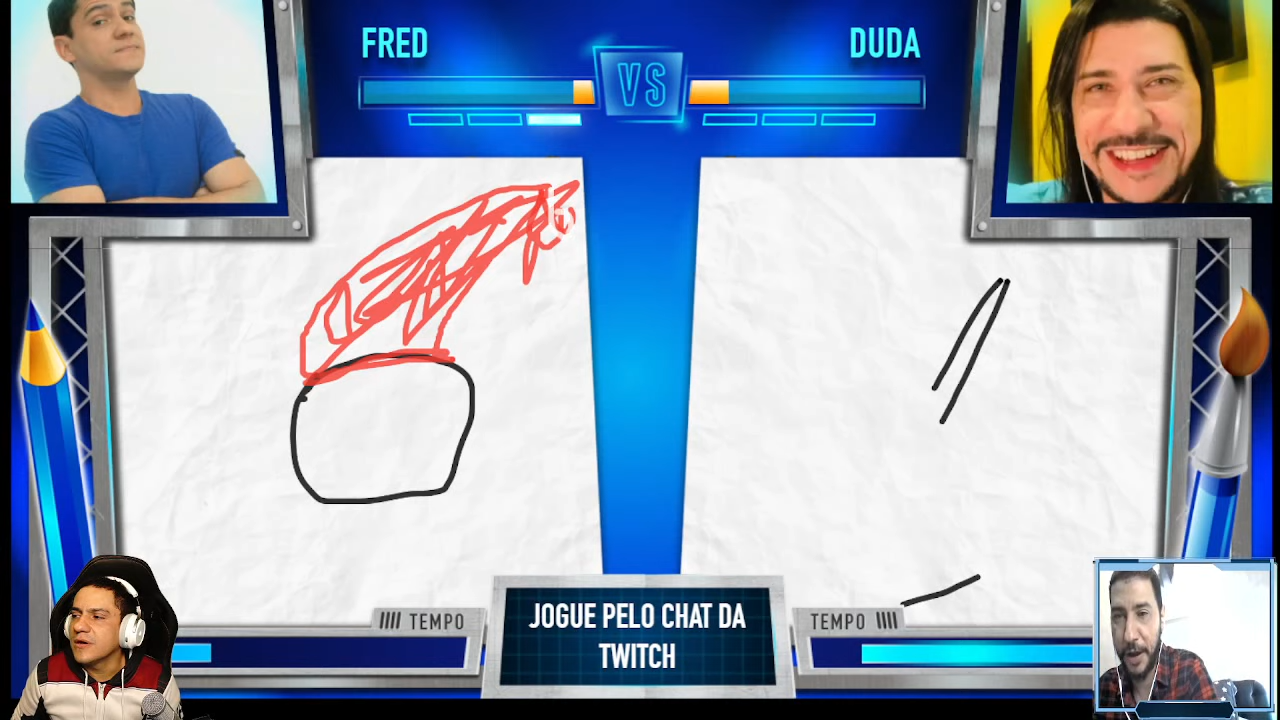 FRED
VS
DUDA
TEMPO
JOGUE PELO CHAT DA
TWITCH
TEMPO